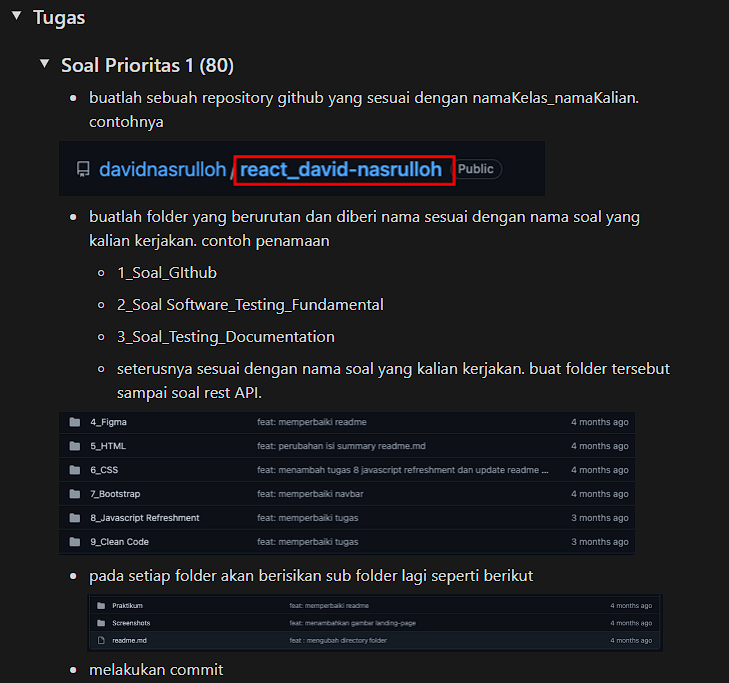 Tugas
Soal Prioritas 1 (80)
buatlah sebuah repository github yang sesuai dengan namaKelas_namaKalian.
contohnya
davidnasrulloh / react_david-nasrulloh Public
buatlah folder yang berurutan dan diberi nama sesuai dengan nama soal yang
kalian kerjakan. contoh penamaan
1_Soal_GIthub
2_Soal Software_Testing_Fundamental
3_Soal_Testing_Documentation
seterusnya sesuai dengan nama soal yang kalian kerjakan. buat folder tersebut
sampai soal rest API.
4_Figma feat: memperbaiki readme 4 months ago
5_HTML feat: perubahan isi summary readme.md 4 months ago
6_CSS feat: menambah tugas 8 javascript refreshment dan update readme ... 4 months ago
7_Bootstrap feat: memperbaiki navbar 4 months ago
8_Javascript Refreshment feat: memperbaiki tugas 3 months ago
9_Clean Code feat: memperbaiki tugas 3 months ago
pada setiap folder akan berisikan sub folder lagi seperti berikut
Praktikum feat: memperbaiki readme 4 months ago
Screenshots feat: menambahkan gambar landing-page 4 months ago
readme.md feat : mengubah directory folder 4 months ago
melakukan commit